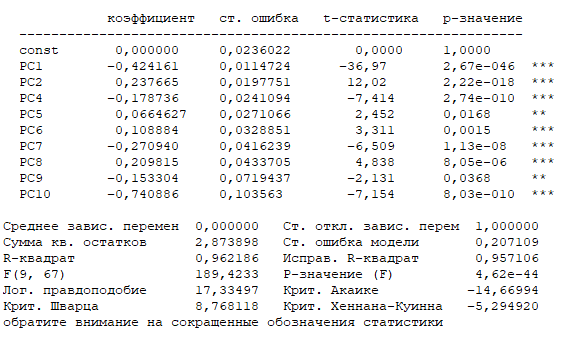 коэффициент ст. ошибка t-статистика p-значение
---------------------------------------------------------------
const 0,000000 0,0236022 0,0000 1,0000
PC1 −0,424161 0,0114724 −36,97 2,67e-046 ***
PC2 0,237665 0,0197751 12,02 2,22e-018 ***
PC4 −0,178736 0,0241094 −7,414 2,74e-010 ***
PC5 0,0664627 0,0271066 2,452 0,0168 **
PC6 0,108884 0,0328851 3,311 0,0015 ***
PC7 −0,270940 0,0416239 −6,509 1,13e-08 ***
PC8 0,209815 0,0433705 4,838 8,05e-06 ***
PC9 −0,153304 0,0719437 −2,131 0,0368 **
PC10 −0,740886 0,103563 −7,154 8,03e-010 ***
Среднее завис. перемен 0,000000 Ст. откл. завис. перем 1,000000
Сумма кв. остатков 2,873898 Ст. ошибка модели 0,207109
R-квадрат 0,962186 Исправ. R-квадрат 0,957106
F(9, 67) 189,4233 Р-значение (F) 4,62e-44
Лог. правдоподобие 17,33497 Крит. Акаике −14,66994
Крит. Шварца 8,768118 Крит. Хеннана-Куинна −5,294920
обратите внимание на сокращенные обозначения статистики